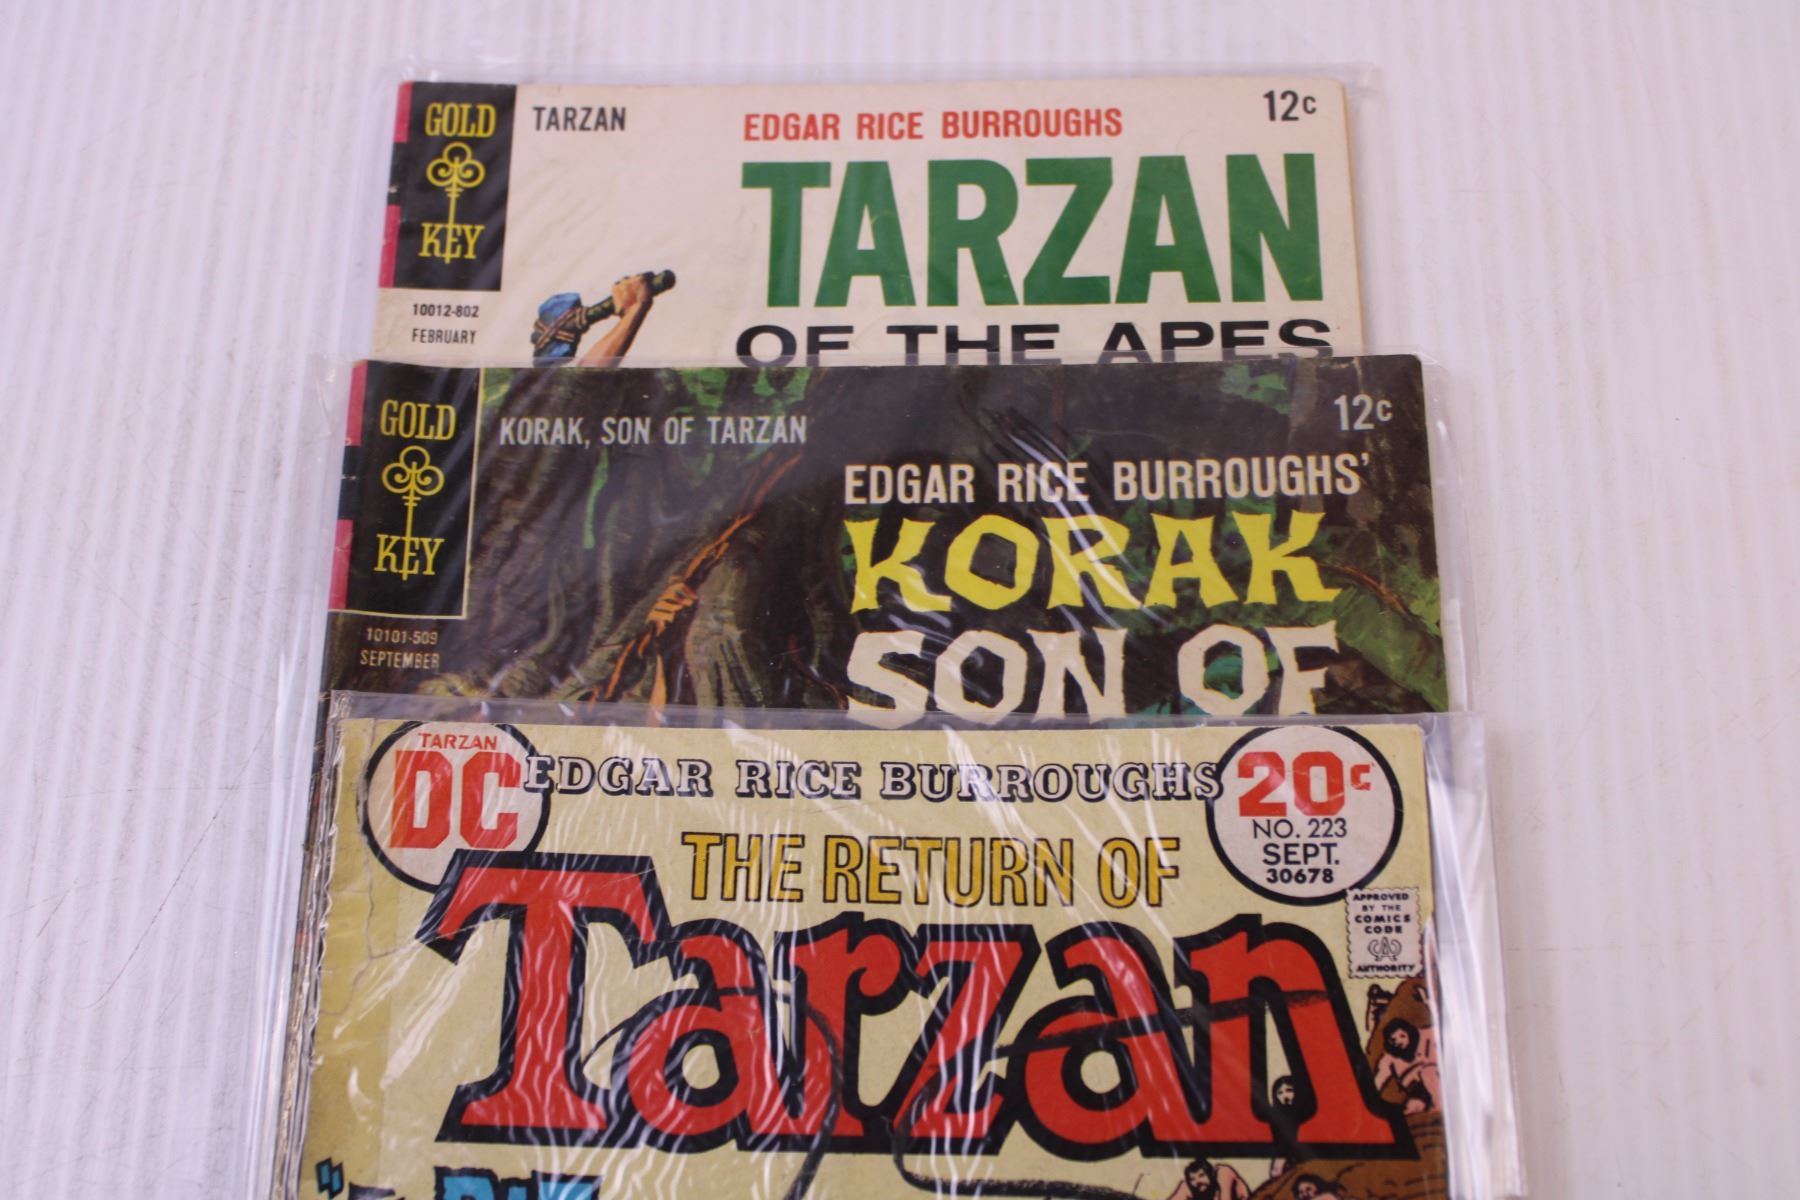 GOLD
KEY
TARZAN
EDGAR RICE BURROUGHS
12c
TARZAN
OF THE APES
10012-802
FEBRUARY
GOLD
KEY
KORAK, SON OF TARZAN
12c
EDGAR RICE BURROUGHS'
KORAK
SON OF
10101-509
SEPTEMBER
TARZAN
DC
EDGAR RICE BURROUGHS
20c
NO. 223
SEPT.
30678
THE RETURN OF
Tarzan
APPROVED
BY THE
COMICS
CODE
CA
AUTHORITY